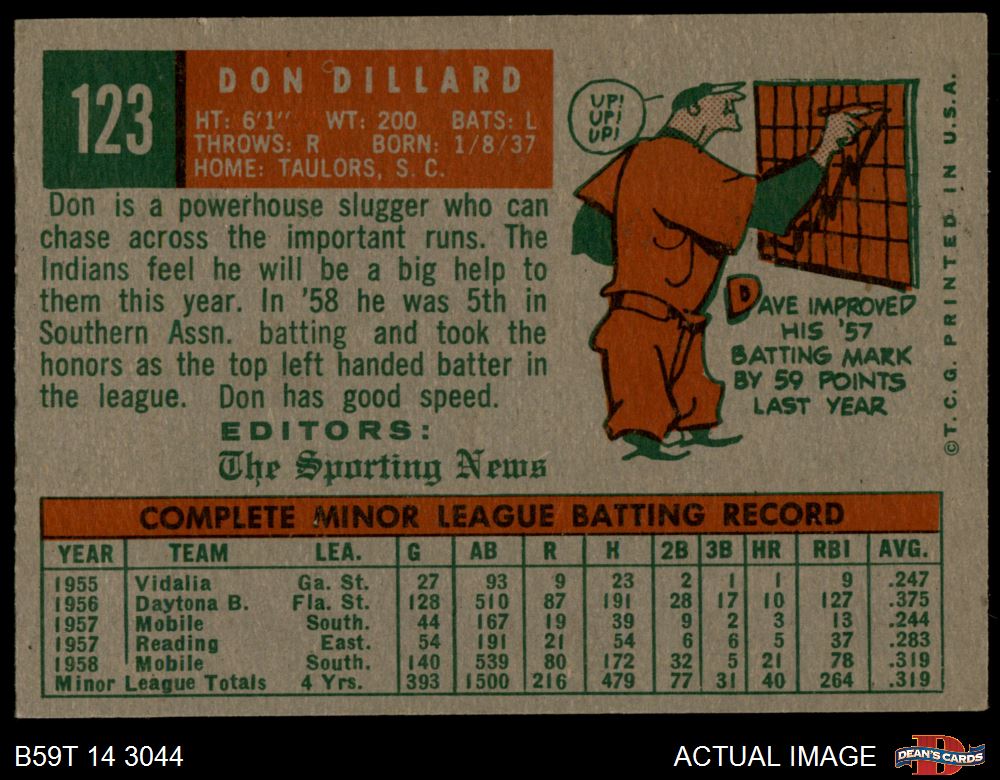 123
DON DILLARD
HT: 6'1" WT: 200 BATS: L
THROWS: R BORN: 1/8/37
HOME: TAULORS, S. C.
Don is a powerhouse slugger who can
chase across the important runs. The
Indians feel he will be a big help to
them this year. In '58 he was 5th in
Southern Assn. batting and took the
honors as the top left handed batter in
the league. Don has good speed.
EDITORS:
The Sporting News
UP!
UP!
UP!
DAVE IMPROVED
HIS '57
BATTING MARK
BY 59 POINTS
LAST YEAR
© T. C. G. PRINTED IN U.S.A.
COMPLETE MINOR LEAGUE BATTING RECORD
YEAR TEAM LEA. G AB R H 2B 3B HR RBI AVG.
1955 Vidalia Ga. St. 27 93 9 23 2 1 1 9 .247
1956 Daytona B. Fla. St. 128 510 87 191 28 17 10 127 .375
1957 Mobile South. 44 167 19 39 9 2 3 13 .244
1957 Reading East. 54 191 21 54 6 6 5 37 .283
1958 Mobile South. 140 539 80 172 32 5 21 78 .319
Minor League Totals 4 Yrs. 393 1500 216 479 77 31 40 264 .319
B59T 14 3044
ACTUAL IMAGE
D
DEAN'S CARDS